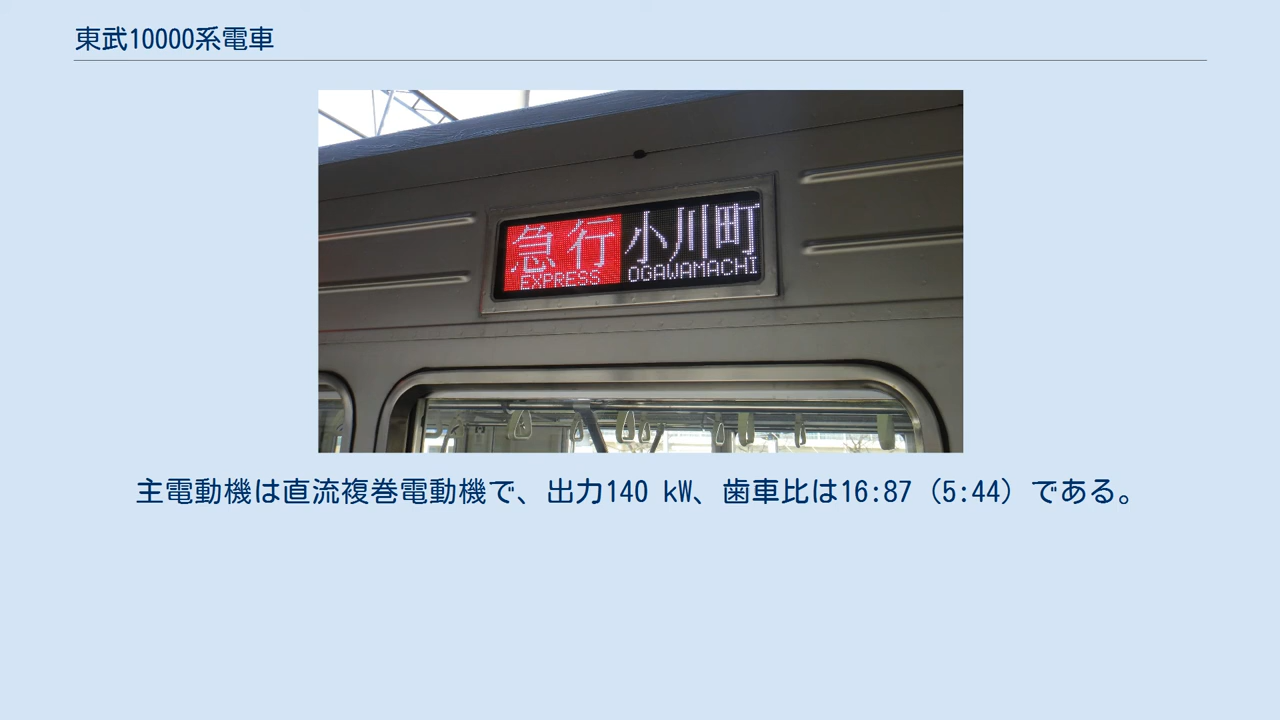 東武10000系電車
急行 小川町
EXPRESS OGAWAMACHI
主電動機は直流複巻電動機で、出力140 kW、歯車比は16:87（5:44）である。